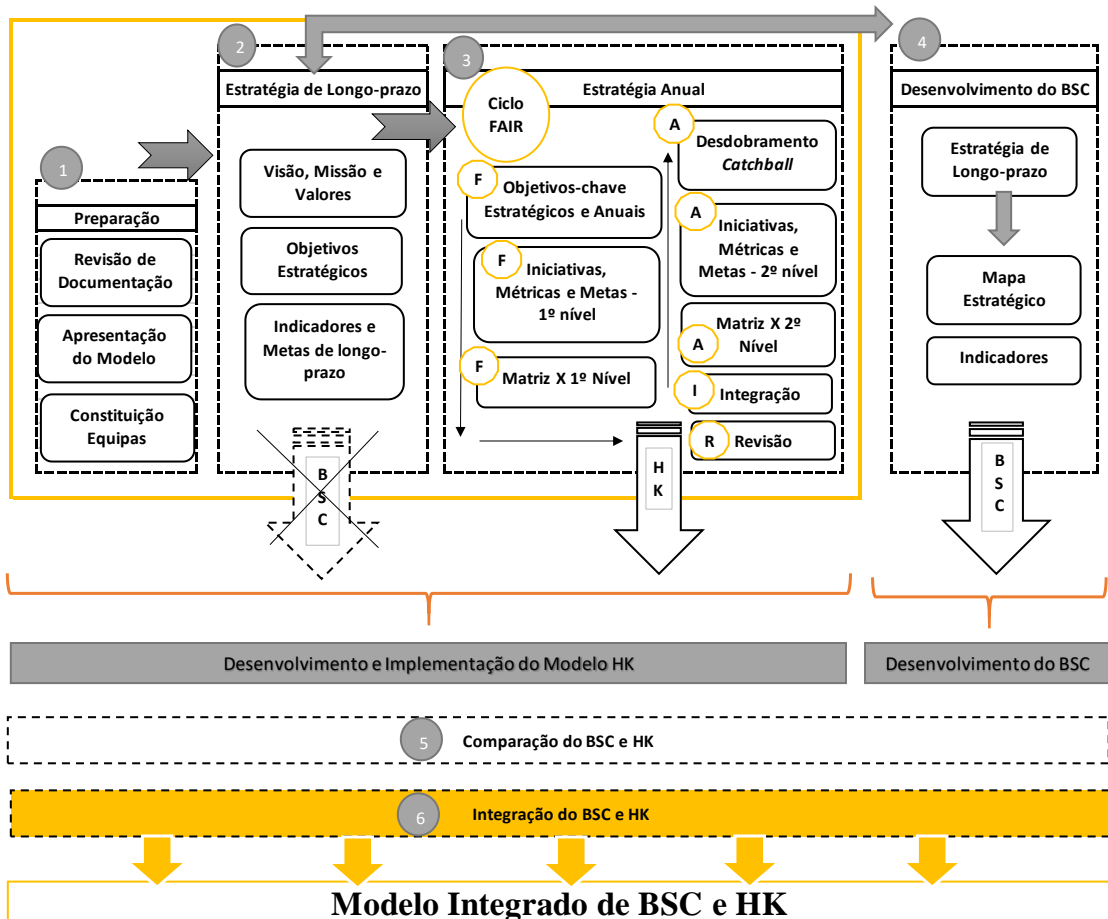 1
Preparação
Revisão de
Documentação
Apresentação
do Modelo
Constituição
Equipas
2
Estratégia de Longo-prazo
Visão, Missão e
Valores
Objetivos
Estratégicos
Indicadores e
Metas de longo-
prazo
B
S
C
3
Estratégia Anual
Ciclo
FAIR
F
Objetivos-chave
Estratégicos e Anuais
F
Iniciativas,
Métricas e Metas -
1º nível
F
Matriz X 1º Nível
A
Desdobramento
Catchball
A
Iniciativas,
Métricas e
Metas - 2º nível
A
Matriz X 2º
Nível
I
Integração
R
Revisão
H
K
4
Desenvolvimento do BSC
Estratégia de
Longo-prazo
Mapa
Estratégico
Indicadores
B
S
C
Desenvolvimento e Implementação do Modelo HK
Desenvolvimento do BSC
5
Comparação do BSC e HK
6
Integração do BSC e HK
Modelo Integrado de BSC e HK